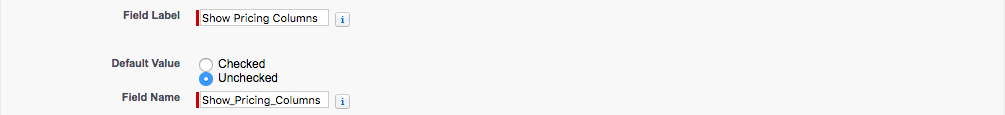 Field Label Show Pricing Columns i
Default Value Checked
Unchecked
Field Name Show_Pricing_Columns i